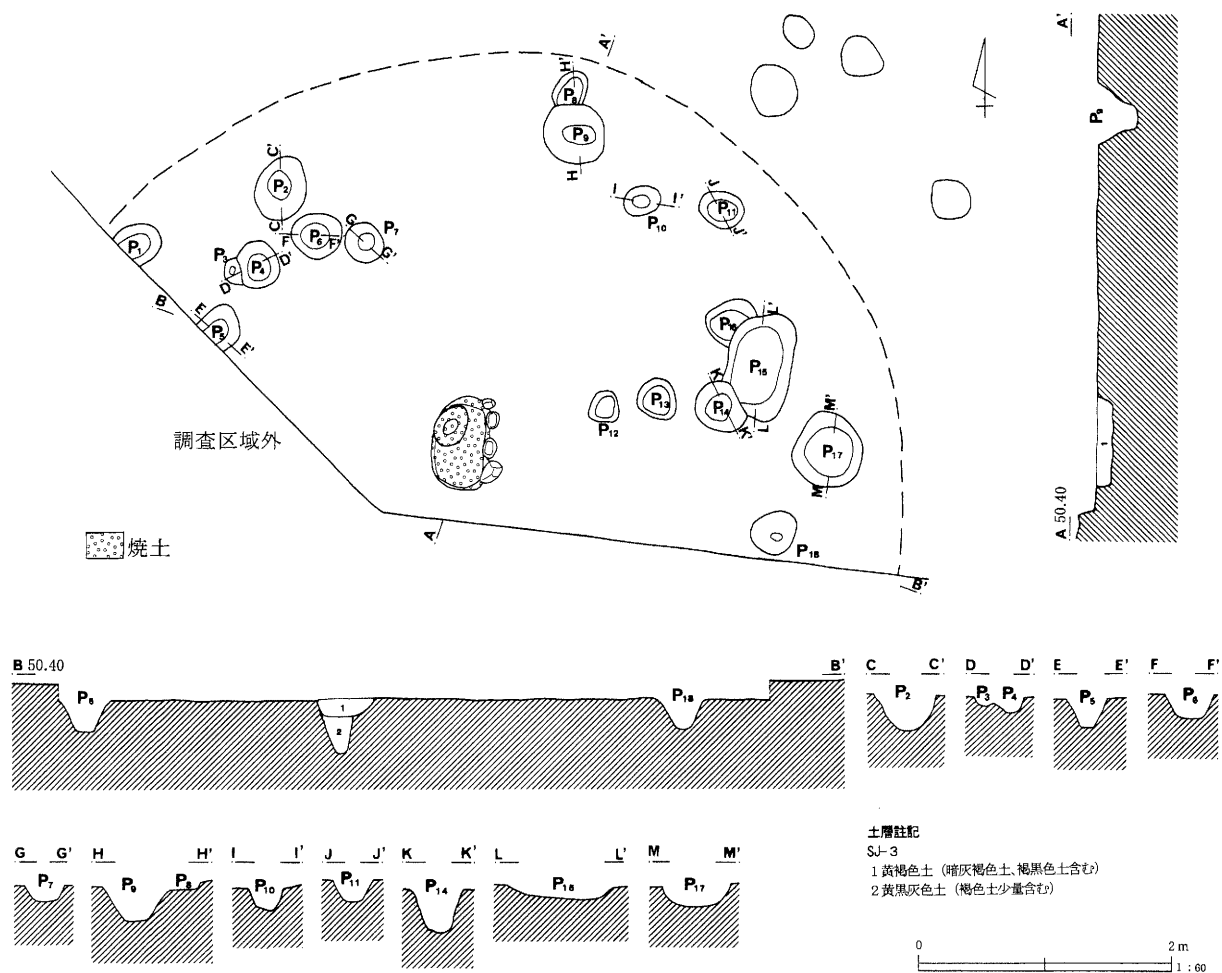 A'
A'
H'
P8
P9
H
C'
P2
C
I
I'
P10
J
P11
J'
P9
G
P7
F
P6
F'
G'
P1
P3
P4
D
D'
B
E
P5
E'
L'
P16
P15
K
P14
K'
L
P12
P13
M'
P17
M
1
調査区域外
A
A 50.40
焼土
P18
B'
B 50.40
B'
C C' D D' E E' F F'
P6
1
2
P18
P2
P3 P4
P5
P6
土層註記
SJ-3
1 黄褐色土（暗灰褐色土、褐黒色土含む）
2 黄黒灰色土（褐色土少量含む）
G G' H H' I I' J J' K K' L L' M M'
P7
P9 P8
P10
P11
P14
P16
P17
0 2 m
1 : 60